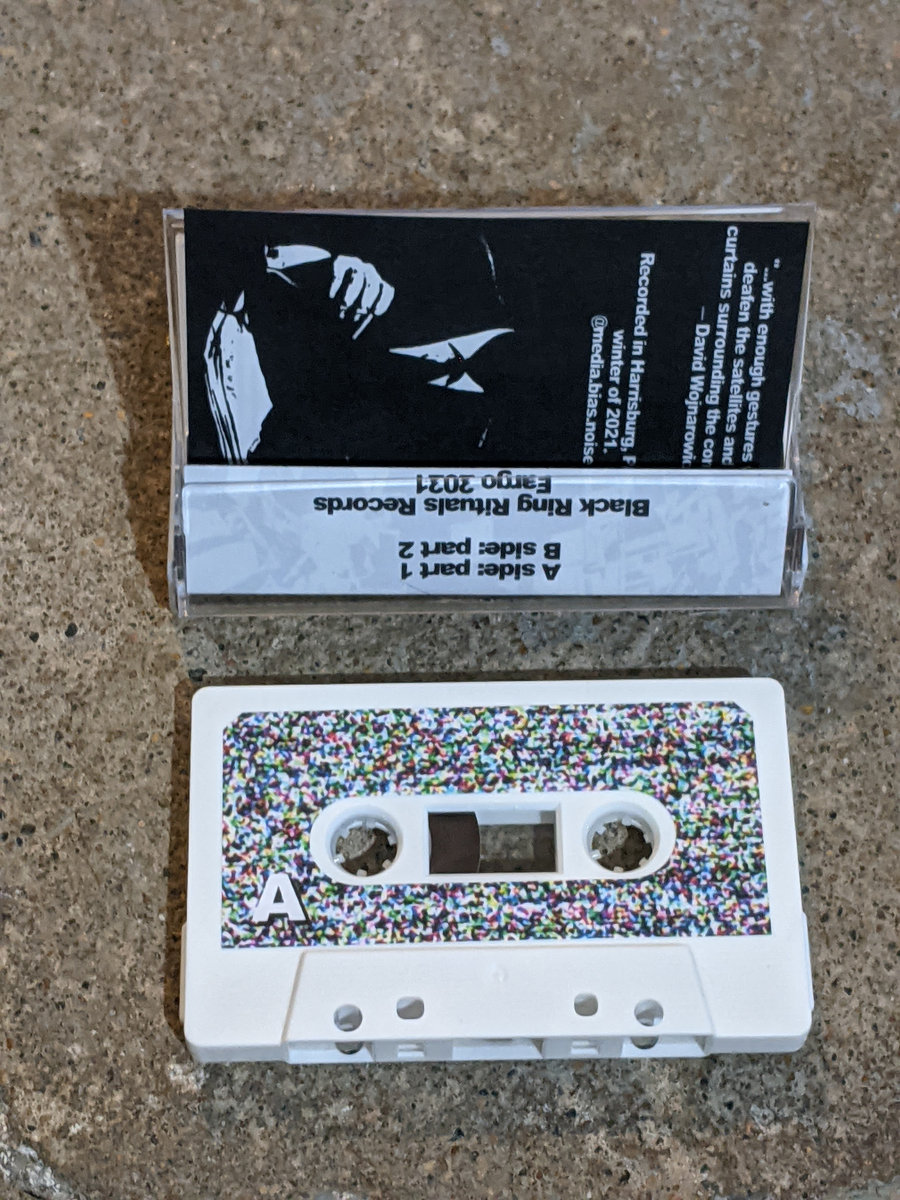 "...with enough gestures
deafen the satellites and
curtains surrounding the
— David
Recorded in Harrisburg,
winter of 2021.
@media.bias.noise
A side: part 1
B side: part 2
Black Ring Rituals Records
Fargo 2021
A